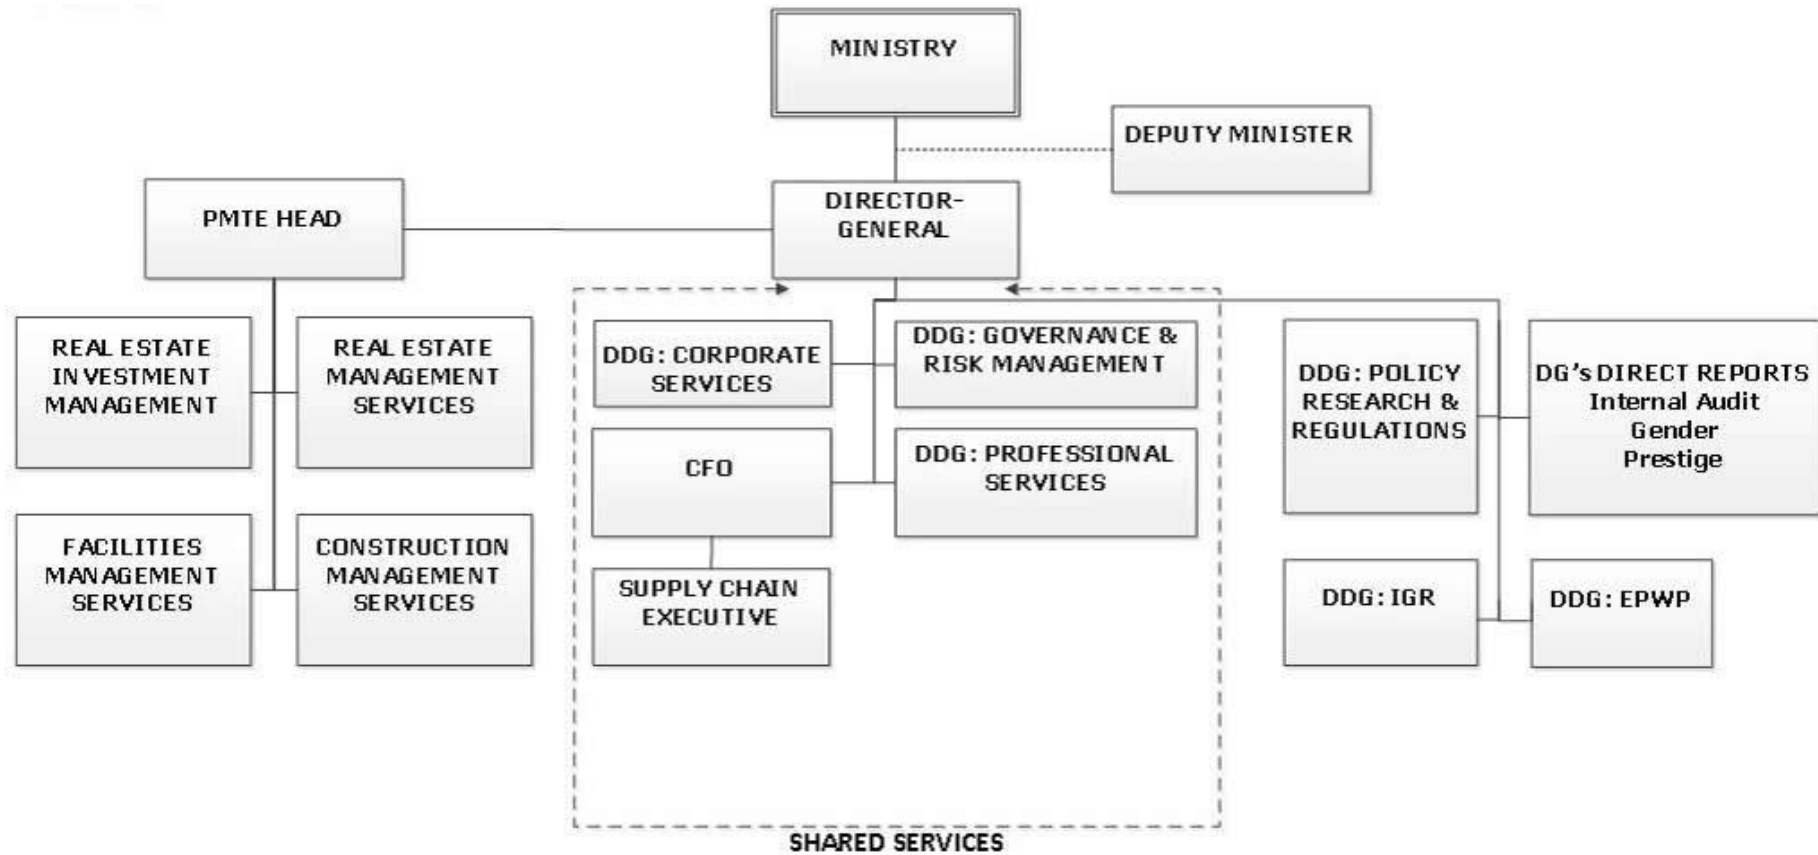 MINISTRY
DEPUTY MINISTER
DIRECTOR-
GENERAL
PMTE HEAD
REAL ESTATE
INVESTMENT
MANAGEMENT
REAL ESTATE
MANAGEMENT
SERVICES
FACILITIES
MANAGEMENT
SERVICES
CONSTRUCTION
MANAGEMENT
SERVICES
DDG: CORPORATE
SERVICES
DDG: GOVERNANCE &
RISK MANAGEMENT
CFO
DDG: PROFESSIONAL
SERVICES
SUPPLY CHAIN
EXECUTIVE
SHARED SERVICES
DDG: POLICY
RESEARCH &
REGULATIONS
DG's DIRECT REPORTS
Internal Audit
Gender
Prestige
DDG: IGR
DDG: EPWP